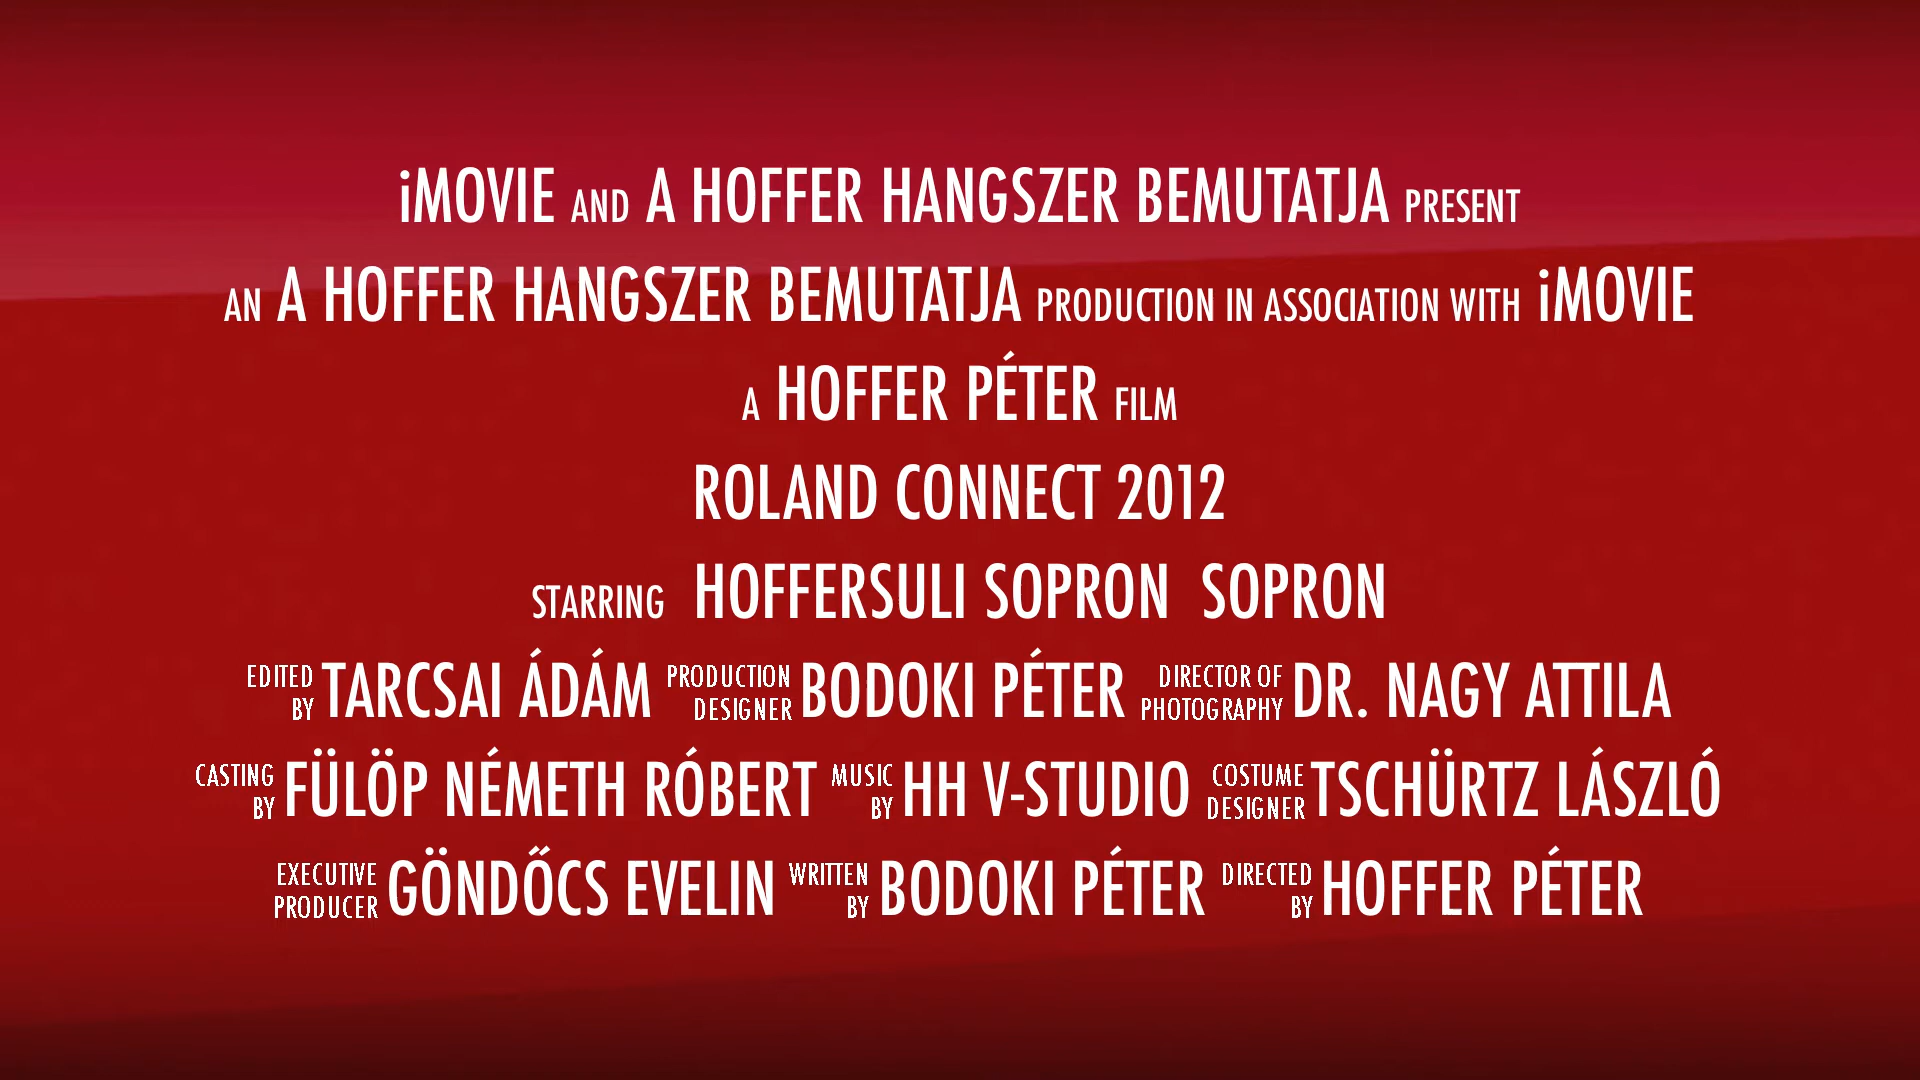 iMOVIE AND A HOFFER HANGSZER BEMUTATJA PRESENT
AN A HOFFER HANGSZER BEMUTATJA PRODUCTION IN ASSOCIATION WITH iMOVIE
A HOFFER PÉTER FILM
ROLAND CONNECT 2012
STARRING HOFFERSULI SOPRON SOPRON
EDITED BY TARCSAI ÁDÁM PRODUCTION DESIGNER BODOKI PÉTER DIRECTOR OF PHOTOGRAPHY DR. NAGY ATTILA
CASTING BY FÜLÖP NÉMETH RÓBERT MUSIC BY HH V-STUDIO COSTUME DESIGNER TSCHÜRTZ LÁSZLÓ
EXECUTIVE PRODUCER GÖNDŐCS EVELIN WRITTEN BY BODOKI PÉTER DIRECTED BY HOFFER PÉTER